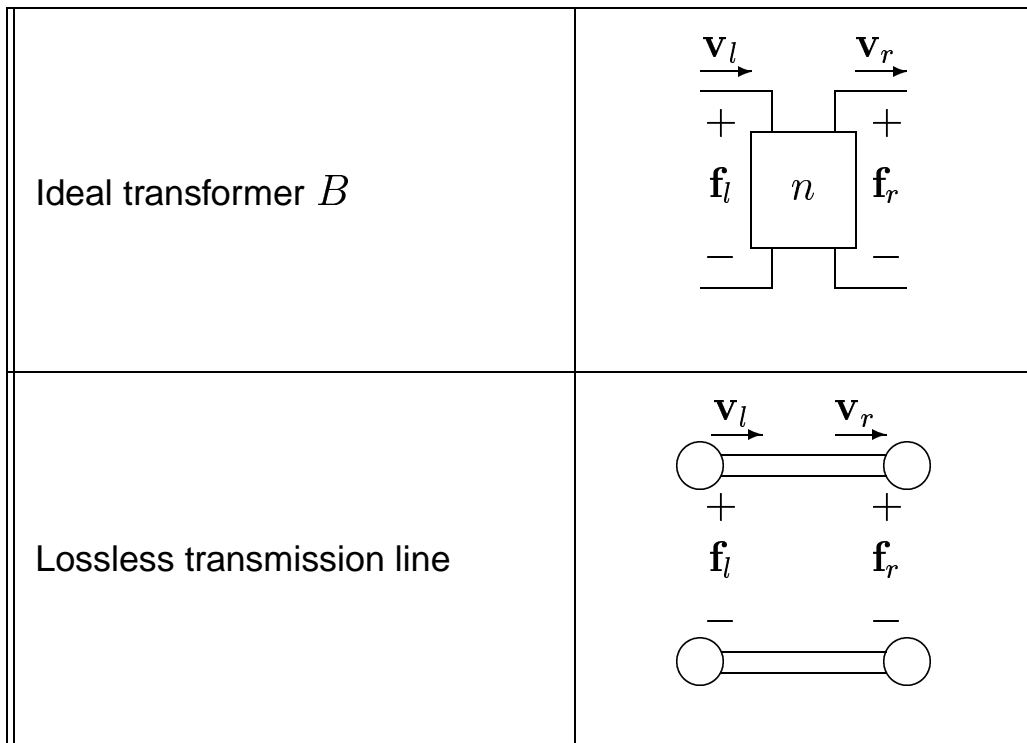 v_l v_r
+ +
Ideal transformer B f_l n f_r
− −
v_l v_r
+ +
Lossless transmission line f_l f_r
− −